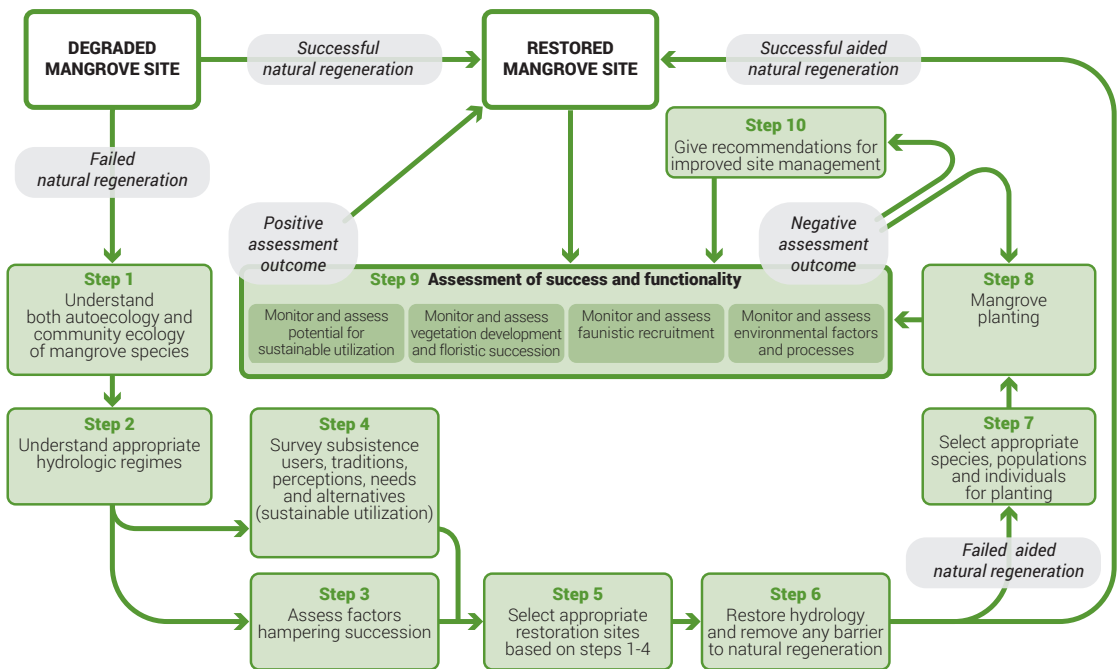 DEGRADED
MANGROVE SITE
Successful
natural regeneration
RESTORED
MANGROVE SITE
Successful aided
natural regeneration
Failed
natural regeneration
Step 10
Give recommendations for
improved site management
Positive
assessment
outcome
Negative
assessment
outcome
Step 1
Understand
both autoecology and
community ecology
of mangrove species
Step 9 Assessment of success and functionality
Monitor and assess
potential for
sustainable utilization
Monitor and assess
vegetation development
and floristic succession
Monitor and assess
faunistic recruitment
Monitor and assess
environmental factors
and processes
Step 8
Mangrove
planting
Step 2
Understand appropriate
hydrologic regimes
Step 4
Survey subsistence
users, traditions,
perceptions, needs
and alternatives
(sustainable utilization)
Step 7
Select appropriate
species, populations
and individuals
for planting
Failed aided
natural regeneration
Step 3
Assess factors
hampering succession
Step 5
Select appropriate
restoration sites
based on steps 1-4
Step 6
Restore hydrology
and remove any barrier
to natural regeneration